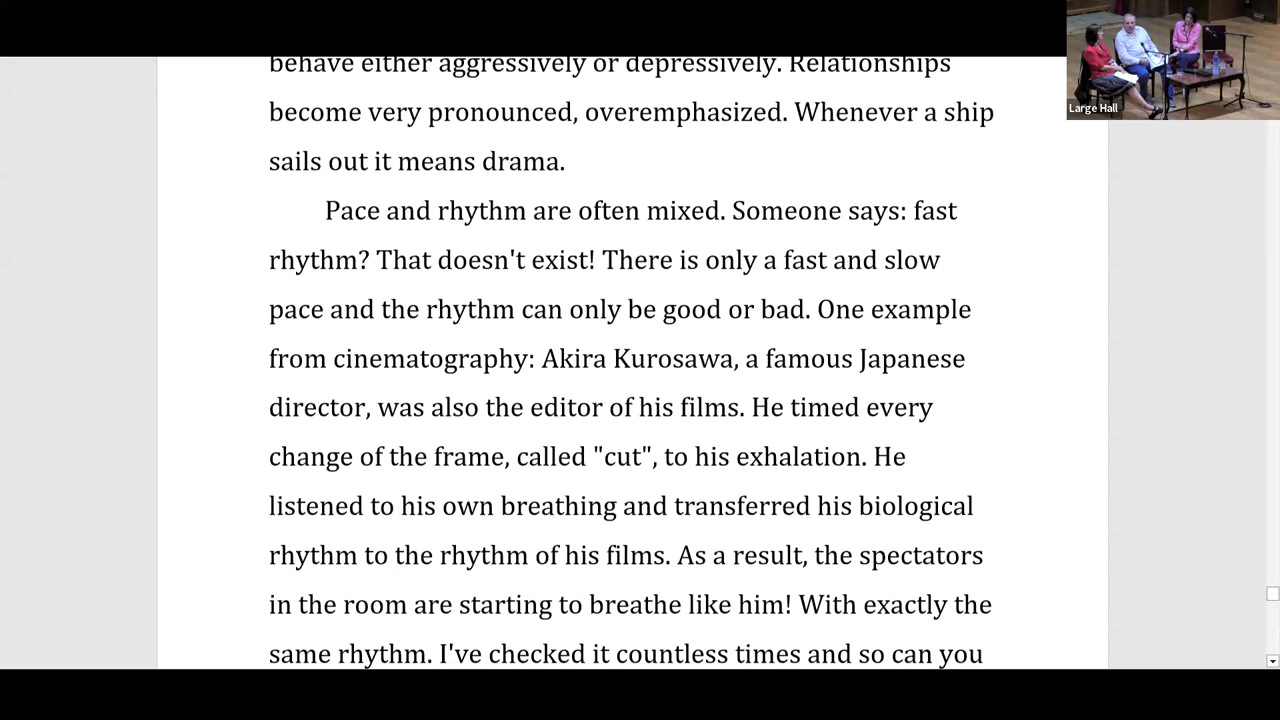 behave either aggressively or depressively. Relationships
become very pronounced, overemphasized. Whenever a ship
sails out it means drama.
Pace and rhythm are often mixed. Someone says: fast
rhythm? That doesn't exist! There is only a fast and slow
pace and the rhythm can only be good or bad. One example
from cinematography: Akira Kurosawa, a famous Japanese
director, was also the editor of his films. He timed every
change of the frame, called "cut", to his exhalation. He
listened to his own breathing and transferred his biological
rhythm to the rhythm of his films. As a result, the spectators
in the room are starting to breathe like him! With exactly the
same rhythm. I've checked it countless times and so can you
Large Hall